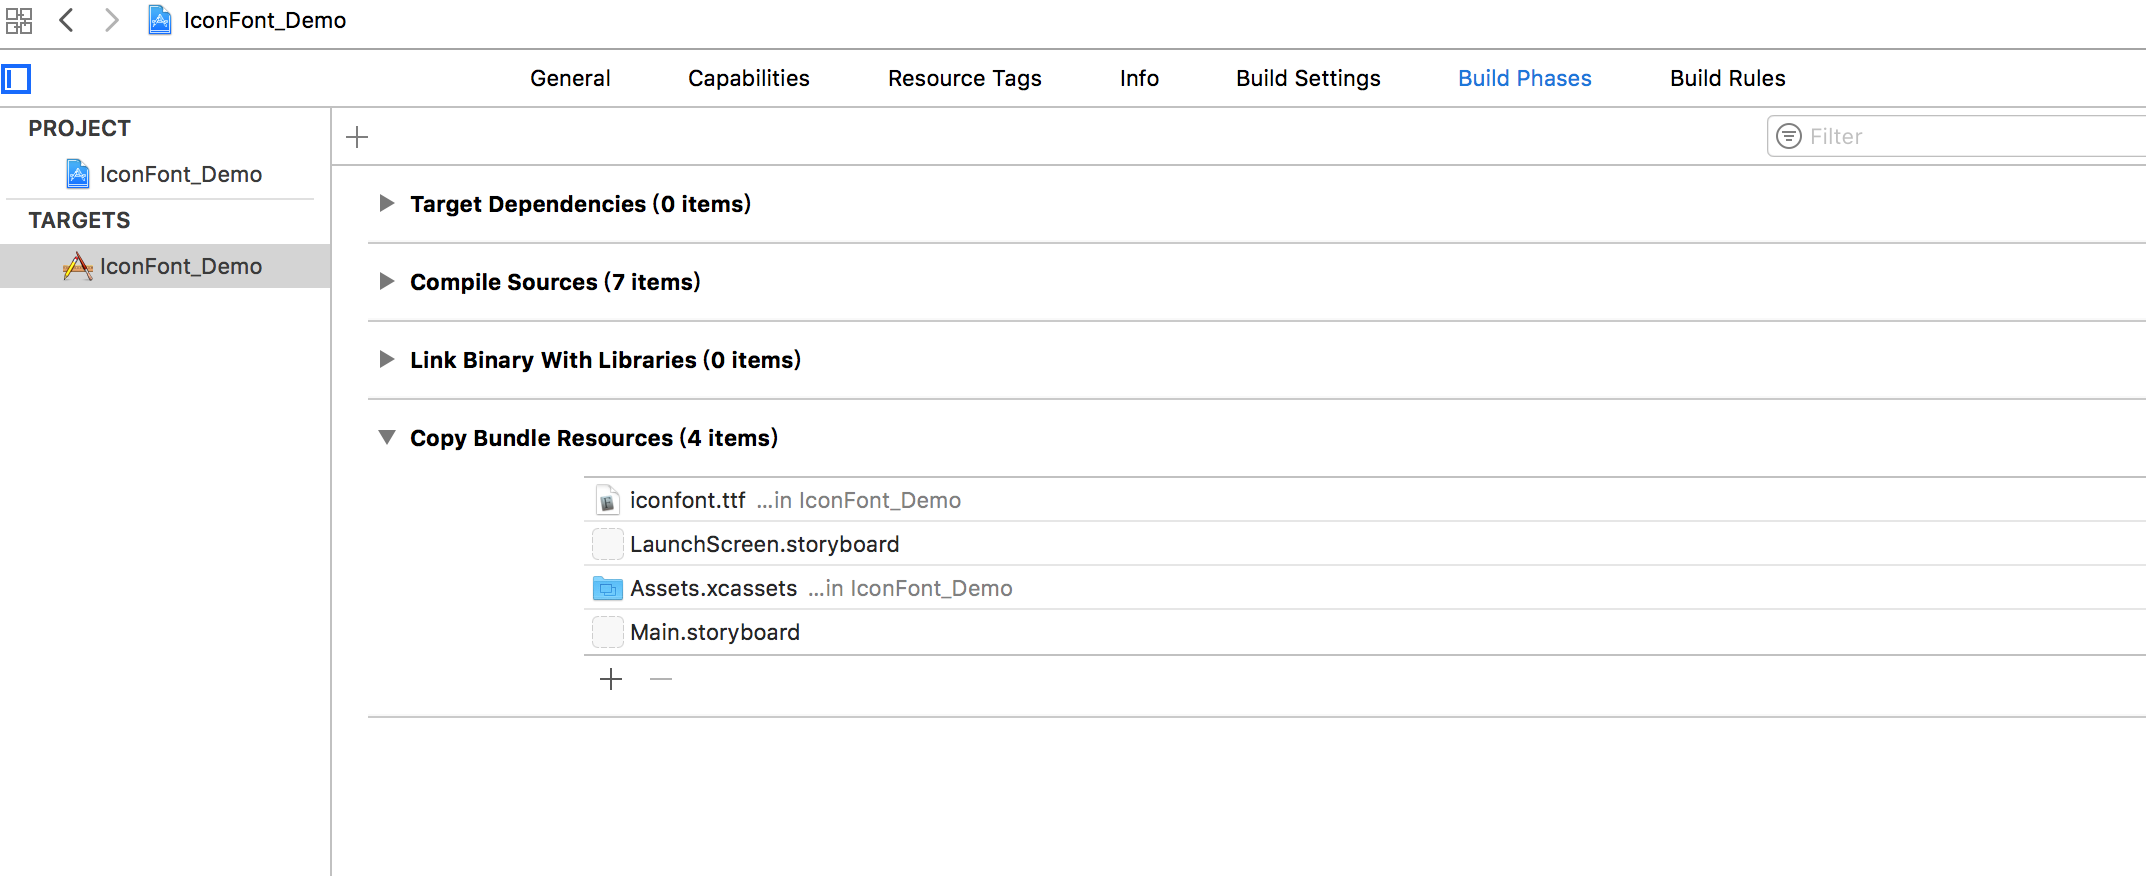 IconFont_Demo
General Capabilities Resource Tags Info Build Settings Build Phases Build Rules
PROJECT
IconFont_Demo
TARGETS
IconFont_Demo
Filter
Target Dependencies (0 items)
Compile Sources (7 items)
Link Binary With Libraries (0 items)
Copy Bundle Resources (4 items)
iconfont.ttf ...in IconFont_Demo
LaunchScreen.storyboard
Assets.xcassets ...in IconFont_Demo
Main.storyboard